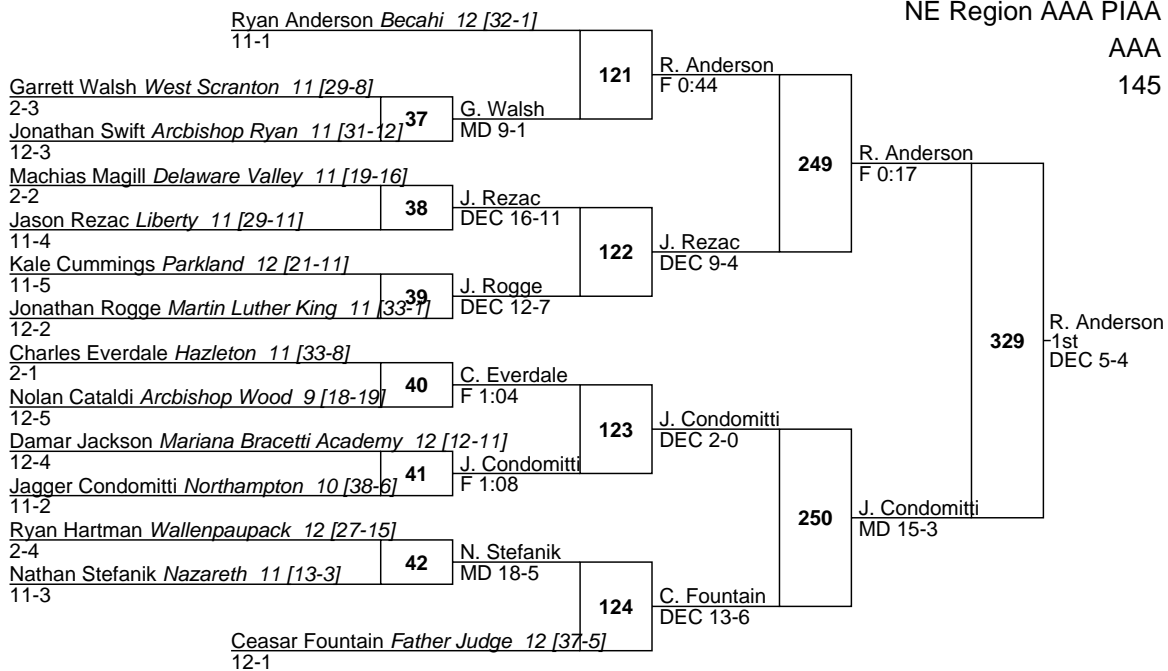 NE Region AAA PIAA
AAA
145
Ryan Anderson Becahi 12 [32-1]
11-1
121
R. Anderson
F 0:44
Garrett Walsh West Scranton 11 [29-8]
2-3
37
G. Walsh
MD 9-1
Jonathan Swift Arcbishop Ryan 11 [31-12]
12-3
249
R. Anderson
F 0:17
Machias Magill Delaware Valley 11 [19-16]
2-2
38
J. Rezac
DEC 16-11
Jason Rezac Liberty 11 [29-11]
11-4
122
J. Rezac
DEC 9-4
Kale Cummings Parkland 12 [21-11]
11-5
39
J. Rogge
DEC 12-7
Jonathan Rogge Martin Luther King 11 [33-1]
12-2
329
R. Anderson
1st
DEC 5-4
Charles Everdale Hazleton 11 [33-8]
2-1
40
C. Everdale
F 1:04
Nolan Cataldi Arcbishop Wood 9 [18-19]
12-5
123
J. Condomitti
DEC 2-0
Damar Jackson Mariana Bracetti Academy 12 [12-11]
12-4
41
J. Condomitti
F 1:08
Jagger Condomitti Northampton 10 [38-6]
11-2
250
J. Condomitti
MD 15-3
Ryan Hartman Wallenpaupack 12 [27-15]
2-4
42
N. Stefanik
MD 18-5
Nathan Stefanik Nazareth 11 [13-3]
11-3
124
C. Fountain
DEC 13-6
Ceasar Fountain Father Judge 12 [37-5]
12-1